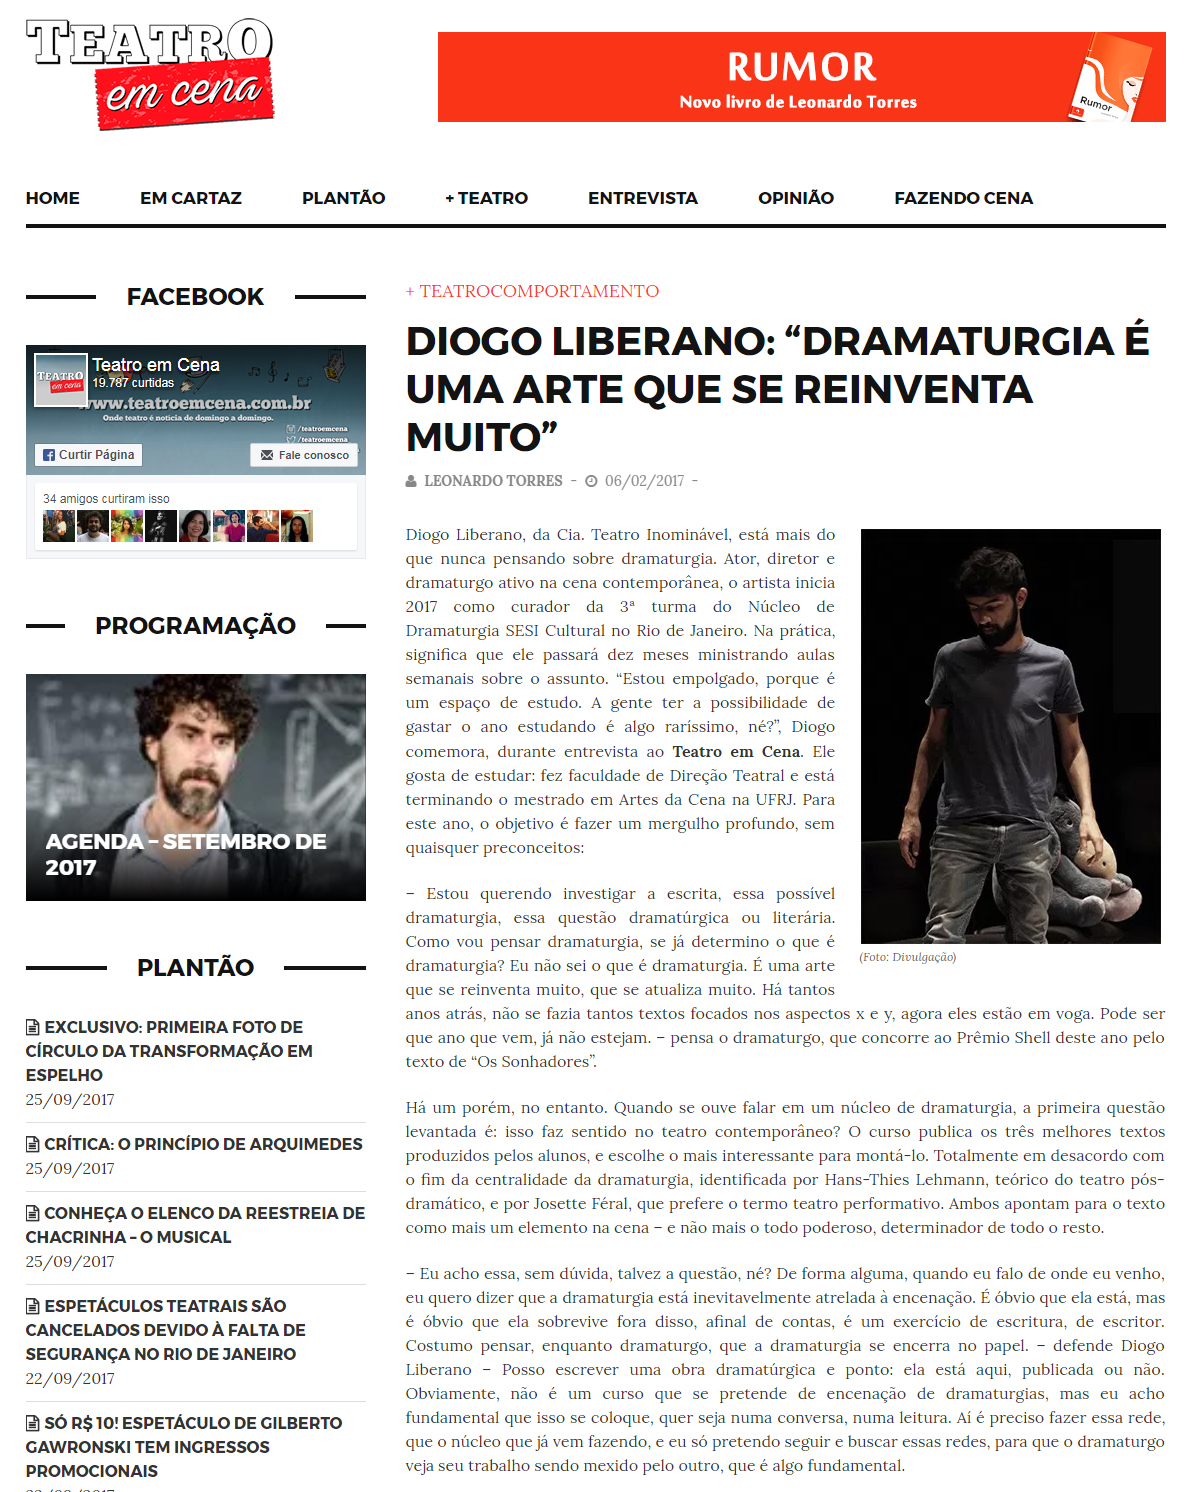 TEATRO
em cena
RUMOR
Novo livro de Leonardo Torres
Rumor
HOME
EM CARTAZ
PLANTÃO
+ TEATRO
ENTREVISTA
OPINIÃO
FAZENDO CENA
FACEBOOK
TEATRO
em cena
Teatro em Cena
19.787 curtidas
www.teatroemcena.com.br
Onde teatro é notícia de domingo a domingo.
/teatroemcena
/teatroemcena
Curtir Página
Fale conosco
34 amigos curtiram isso
PROGRAMAÇÃO
AGENDA – SETEMBRO DE
2017
PLANTÃO
EXCLUSIVO: PRIMEIRA FOTO DE
CÍRCULO DA TRANSFORMAÇÃO EM
ESPELHO
25/09/2017
CRÍTICA: O PRINCÍPIO DE ARQUIMEDES
25/09/2017
CONHEÇA O ELENCO DA REESTREIA DE
CHACRINHA – O MUSICAL
25/09/2017
ESPETÁCULOS TEATRAIS SÃO
CANCELADOS DEVIDO À FALTA DE
SEGURANÇA NO RIO DE JANEIRO
22/09/2017
SÓ R$ 10! ESPETÁCULO DE GILBERTO
GAWRONSKI TEM INGRESSOS
PROMOCIONAIS
+ TEATROCOMPORTAMENTO
DIOGO LIBERANO: “DRAMATURGIA É
UMA ARTE QUE SE REINVENTA
MUITO”
LEONARDO TORRES - 06/02/2017 -
Diogo Liberano, da Cia. Teatro Inominável, está mais do
que nunca pensando sobre dramaturgia. Ator, diretor e
dramaturgo ativo na cena contemporânea, o artista inicia
2017 como curador da 3ª turma do Núcleo de
Dramaturgia SESI Cultural no Rio de Janeiro. Na prática,
significa que ele passará dez meses ministrando aulas
semanais sobre o assunto. “Estou empolgado, porque é
um espaço de estudo. A gente ter a possibilidade de
gastar o ano estudando é algo raríssimo, né?”, Diogo
comemora, durante entrevista ao Teatro em Cena. Ele
gosta de estudar: fez faculdade de Direção Teatral e está
terminando o mestrado em Artes da Cena na UFRJ. Para
este ano, o objetivo é fazer um mergulho profundo, sem
quaisquer preconceitos:
(Foto: Divulgação)
– Estou querendo investigar a escrita, essa possível
dramaturgia, essa questão dramatúrgica ou literária.
Como vou pensar dramaturgia, se já determino o que é
dramaturgia? Eu não sei o que é dramaturgia. É uma arte
que se reinventa muito, que se atualiza muito. Há tantos
anos atrás, não se fazia tantos textos focados nos aspectos x e y, agora eles estão em voga. Pode ser
que ano que vem, já não estejam. – pensa o dramaturgo, que concorre ao Prêmio Shell deste ano pelo
texto de “Os Sonhadores”.
Há um porém, no entanto. Quando se ouve falar em um núcleo de dramaturgia, a primeira questão
levantada é: isso faz sentido no teatro contemporâneo? O curso publica os três melhores textos
produzidos pelos alunos, e escolhe o mais interessante para montá-lo. Totalmente em desacordo com
o fim da centralidade da dramaturgia, identificada por Hans-Thies Lehmann, teórico do teatro pós-
dramático, e por Josette Féral, que prefere o termo teatro performativo. Ambos apontam para o texto
como mais um elemento na cena – e não mais o todo poderoso, determinador de todo o resto.
– Eu acho essa, sem dúvida, talvez a questão, né? De forma alguma, quando eu falo de onde eu venho,
eu quero dizer que a dramaturgia está inevitavelmente atrelada à encenação. É óbvio que ela está, mas
é óbvio que ela sobrevive fora disso, afinal de contas, é um exercício de escritura, de escritor.
Costumo pensar, enquanto dramaturgo, que a dramaturgia se encerra no papel. – defende Diogo
Liberano – Posso escrever uma obra dramatúrgica e ponto: ela está aqui, publicada ou não.
Obviamente, não é um curso que se pretende de encenação de dramaturgias, mas eu acho
fundamental que isso se coloque, quer seja numa conversa, numa leitura. Aí é preciso fazer essa rede,
que o núcleo que já vem fazendo, e eu só pretendo seguir e buscar essas redes, para que o dramaturgo
veja seu trabalho sendo mexido pelo outro, que é algo fundamental.